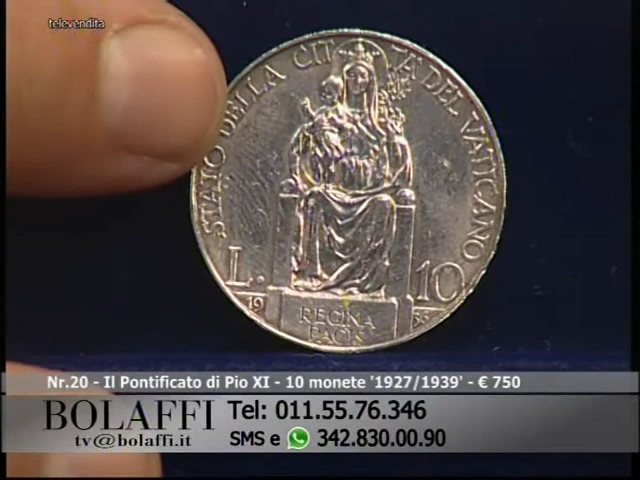 televendita
STATO DELLA CITTÀ DEL VATICANO
L. 10
19 36
REGINA
PACIS
Nr.20 - Il Pontificato di Pio XI - 10 monete '1927/1939' - € 750
BOLAFFI
tv@bolaffi.it
Tel: 011.55.76.346
SMS e 342.830.00.90